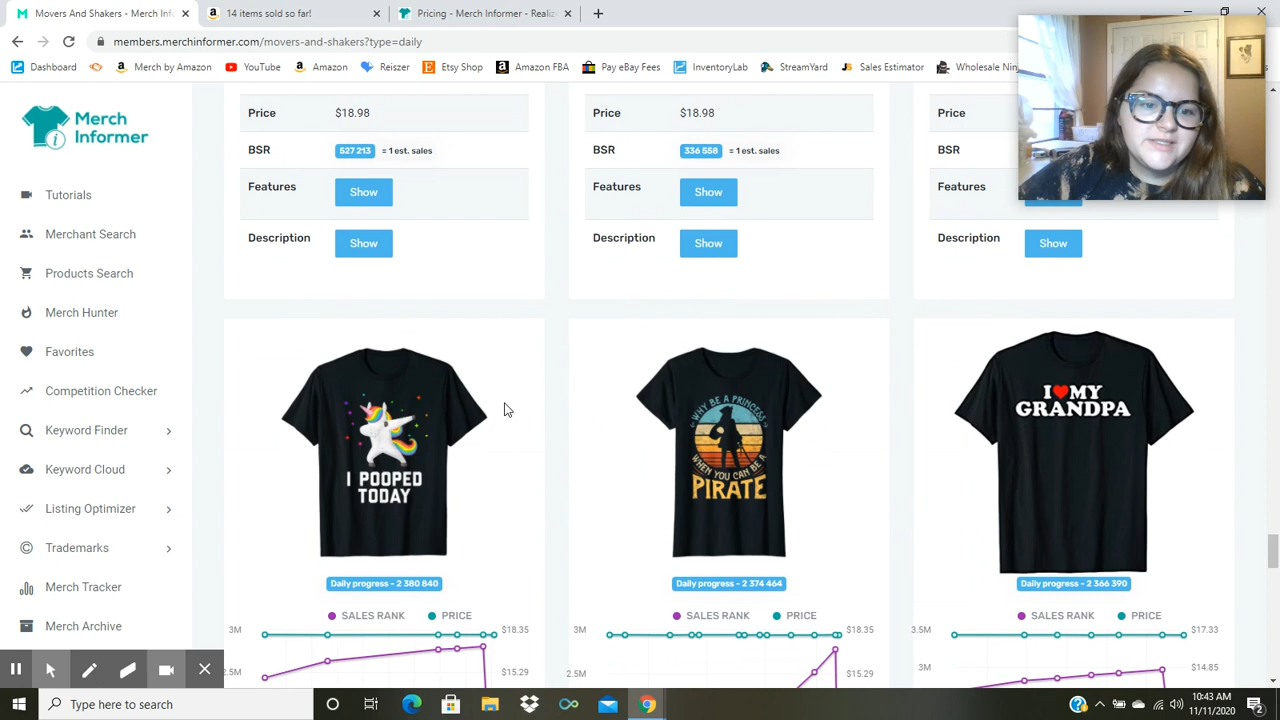 Movers And Shakers - Merch Inf
14 items sold so far!
Pricing - Merch Informer - Realiz
members.merchinformer.com/movers-and-shakers?type=daily
Dashboard
Merch by Amazon
YouTube
Amazon
Reiszer
Etsy Shop
Amazon FBA
Pay eBay Fees
InventoryLab
StreamYard
Sales Estimator
Wholesale Nin
Merch
Informer
Tutorials
Merchant Search
Products Search
Merch Hunter
Favorites
Competition Checker
Keyword Finder
Keyword Cloud
Listing Optimizer
Trademarks
Merch Tracker
Merch Archive
Price $18.98
BSR 527 213 = 1 est. sales
Features Show
Description Show
Price $18.98
BSR 336 558 = 1 est. sales
Features Show
Description Show
Price
BSR
Features
Description Show
I POOPED
TODAY
Daily progress - 2 380 840
SALES RANK PRICE
3M $18.35
2.5M $15.29
WHY BE A PRINCESS
WHEN YOU CAN BE A
PIRATE
Daily progress - 2 374 464
SALES RANK PRICE
3M $18.35
2.5M $15.29
I MY
GRANDPA
Daily progress - 2 366 390
SALES RANK PRICE
3.5M $17.33
3M $14.85
Type here to search
10:43 AM
11/11/2020
2